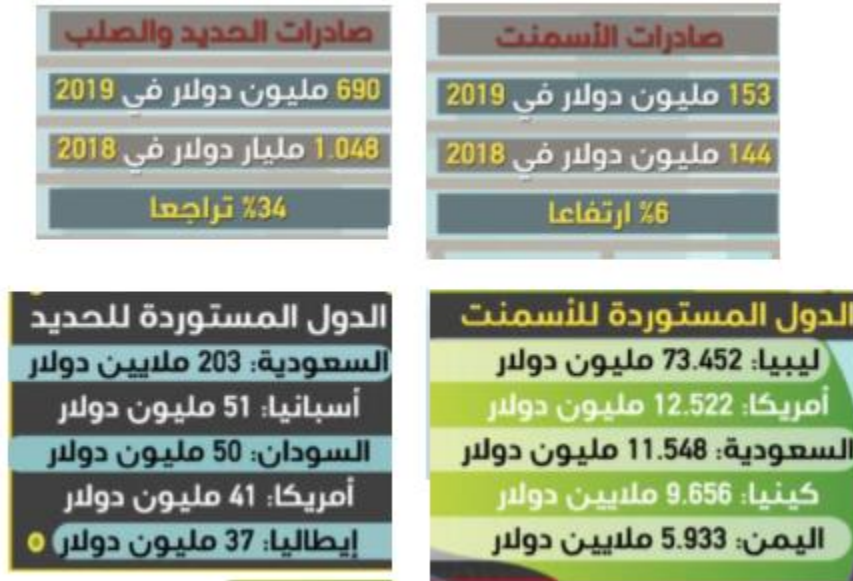 صادرات الأسمنت
153 مليون دولار في 2019
144 مليون دولار في 2018
6% ارتفاعا
صادرات الحديد والصلب
690 مليون دولار في 2019
1.048 مليار دولار في 2018
34% تراجعا
الدول المستوردة للأسمنت
ليبيا: 73.452 مليون دولار
أمريكا: 12.522 مليون دولار
السعودية: 11.548 مليون دولار
كينيا: 9.656 ملايين دولار
اليمن: 5.933 ملايين دولار
الدول المستوردة للحديد
السعودية: 203 ملايين دولار
أسبانيا: 51 مليون دولار
السودان: 50 مليون دولار
أمريكا: 41 مليون دولار
إيطاليا: 37 مليون دولار